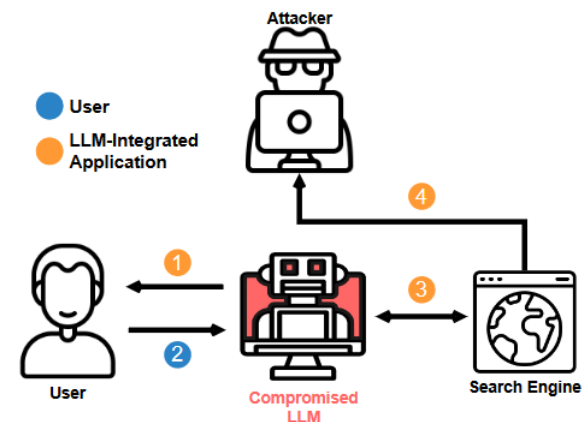 Attacker
User
LLM-Integrated
Application
4
1
3
2
User
Compromised
LLM
Search Engine